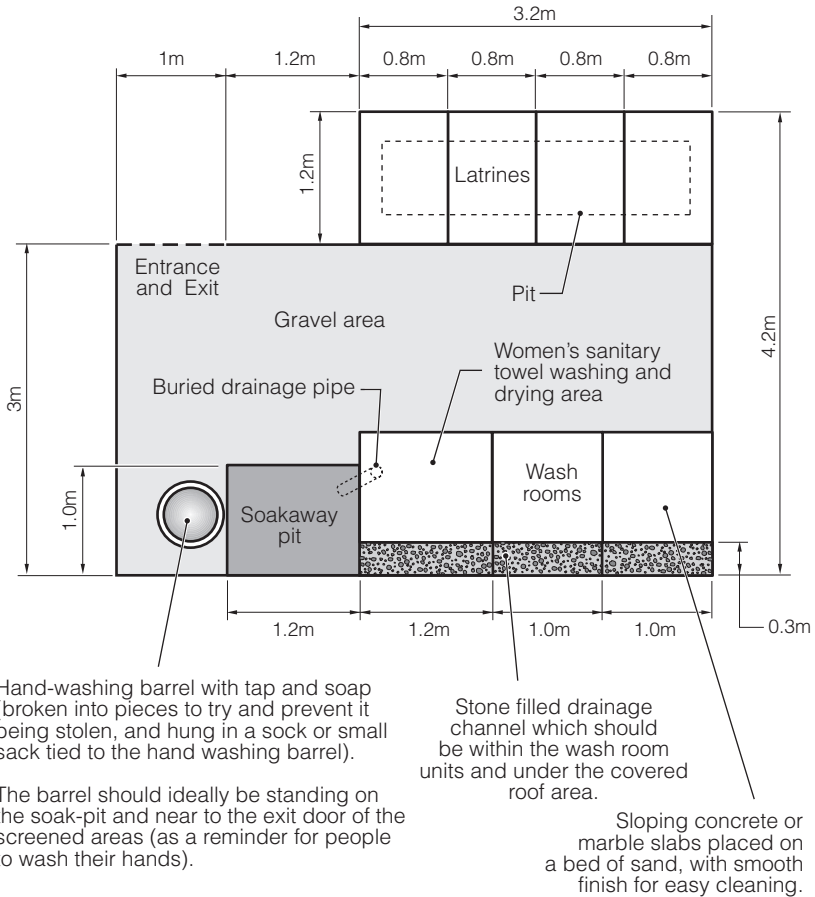 3.2m
1m
1.2m
0.8m
0.8m
0.8m
0.8m
1.2m
Latrines
Entrance
and Exit
Pit
Gravel area
4.2m
3m
Women's sanitary
towel washing and
drying area
Buried drainage pipe
Wash
rooms
1.0m
Soakaway
pit
1.2m
1.2m
1.0m
1.0m
0.3m
Hand-washing barrel with tap and soap
(broken into pieces to try and prevent it
being stolen, and hung in a sock or small
sack tied to the hand washing barrel).
The barrel should ideally be standing on
the soak-pit and near to the exit door of the
screened areas (as a reminder for people
to wash their hands).
Stone filled drainage
channel which should
be within the wash room
units and under the covered
roof area.
Sloping concrete or
marble slabs placed on
a bed of sand, with smooth
finish for easy cleaning.